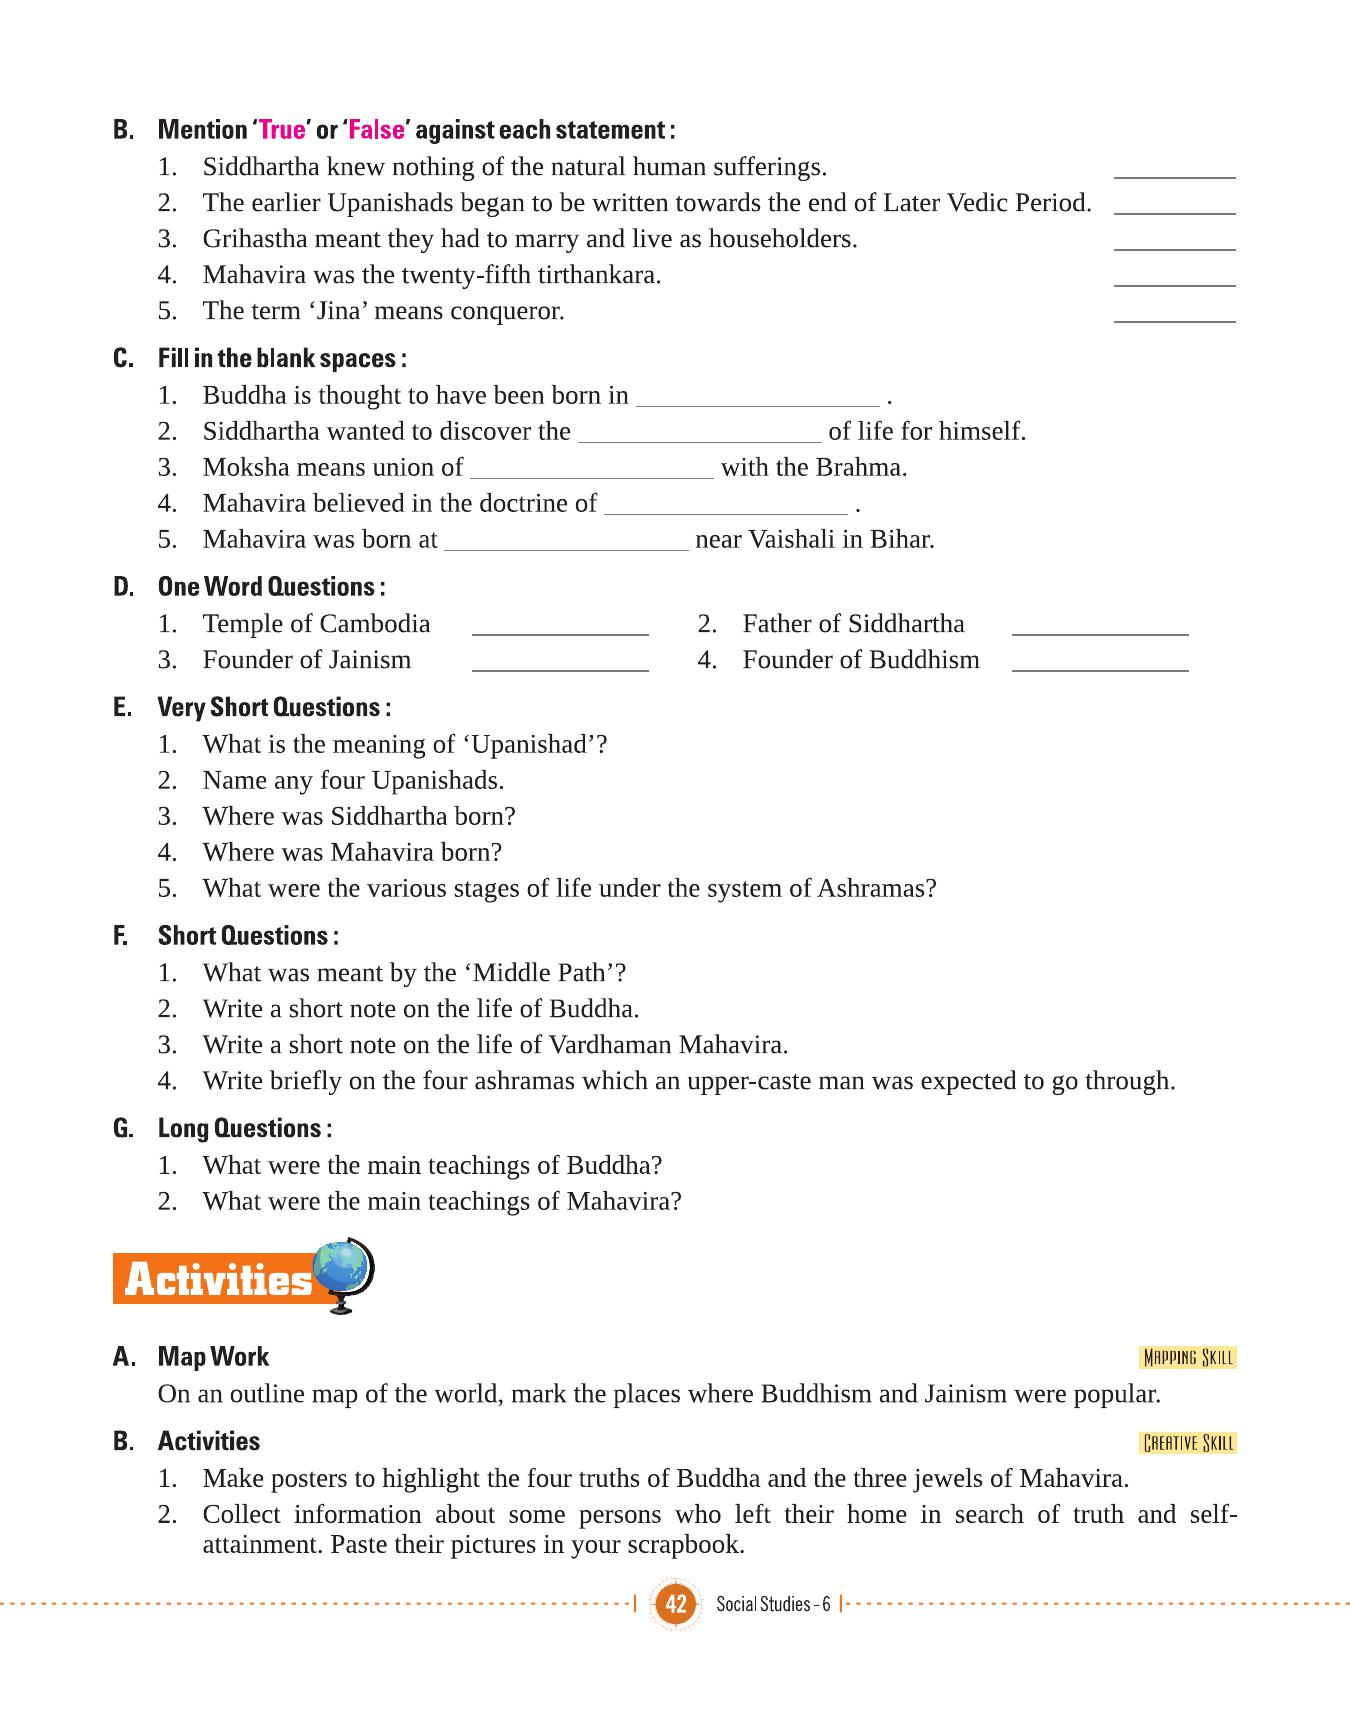 B. Mention ‘True’ or ‘False’ against each statement :
1. Siddhartha knew nothing of the natural human sufferings. ________
2. The earlier Upanishads began to be written towards the end of Later Vedic Period. ________
3. Grihastha meant they had to marry and live as householders. ________
4. Mahavira was the twenty-fifth tirthankara. ________
5. The term ‘Jina’ means conqueror. ________
C. Fill in the blank spaces :
1. Buddha is thought to have been born in ________ .
2. Siddhartha wanted to discover the ________ of life for himself.
3. Moksha means union of ________ with the Brahma.
4. Mahavira believed in the doctrine of ________ .
5. Mahavira was born at ________ near Vaishali in Bihar.
D. One Word Questions :
1. Temple of Cambodia ________ 2. Father of Siddhartha ________
3. Founder of Jainism ________ 4. Founder of Buddhism ________
E. Very Short Questions :
1. What is the meaning of ‘Upanishad’?
2. Name any four Upanishads.
3. Where was Siddhartha born?
4. Where was Mahavira born?
5. What were the various stages of life under the system of Ashramas?
F. Short Questions :
1. What was meant by the ‘Middle Path’?
2. Write a short note on the life of Buddha.
3. Write a short note on the life of Vardhaman Mahavira.
4. Write briefly on the four ashramas which an upper-caste man was expected to go through.
G. Long Questions :
1. What were the main teachings of Buddha?
2. What were the main teachings of Mahavira?
Activities
A. Map Work MAPPING SKILL
On an outline map of the world, mark the places where Buddhism and Jainism were popular.
B. Activities CREATIVE SKILL
1. Make posters to highlight the four truths of Buddha and the three jewels of Mahavira.
2. Collect information about some persons who left their home in search of truth and self-
attainment. Paste their pictures in your scrapbook.
42 Social Studies - 6